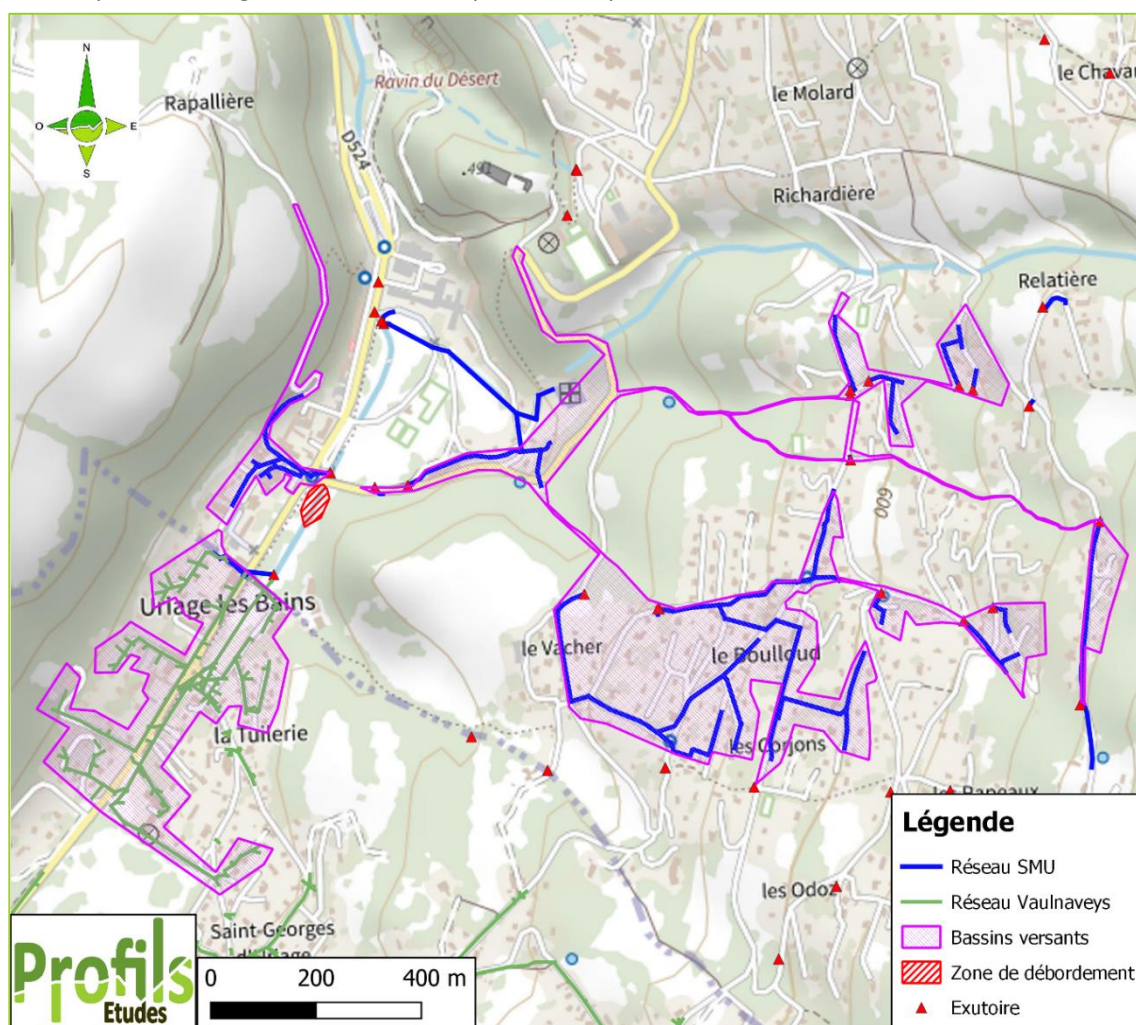 N
O
E
S
Rapallière
Ravin du Désert
D524
.491
le Molard
Richardière
Relatière
600
Uriage les Bains
le Vacher
le Boulloud
la Tuilerie
les Corjons
les Odoz
Saint-Georges
d'Uriage
Légende
Réseau SMU
Réseau Vaulnaveys
Bassins versants
Zone de débordement
Exutoire
Profils
Etudes
0 200 400 m